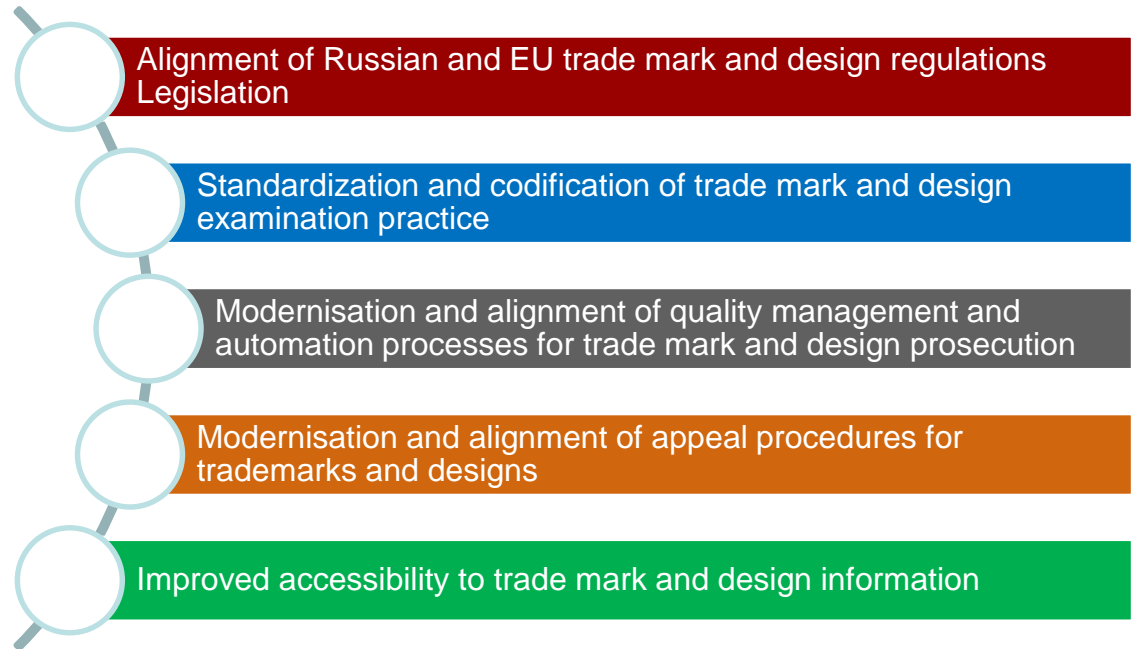 Alignment of Russian and EU trade mark and design regulations
Legislation
Standardization and codification of trade mark and design
examination practice
Modernisation and alignment of quality management and
automation processes for trade mark and design prosecution
Modernisation and alignment of appeal procedures for
trademarks and designs
Improved accessibility to trade mark and design information